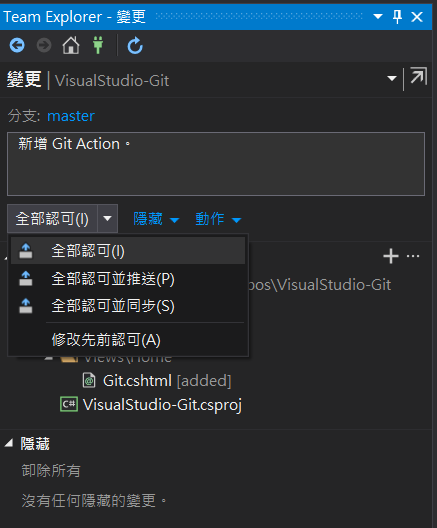 Team Explorer - 變更
變更 | VisualStudio-Git
分支: master
新增 Git Action。
全部認可(I) 隱藏 動作
全部認可(I)
全部認可並推送(P)
pos\VisualStudio-Git
全部認可並同步(S)
修改先前認可(A)
Views\Home
Git.cshtml [added]
C# VisualStudio-Git.csproj
隱藏
卸除所有
沒有任何隱藏的變更。